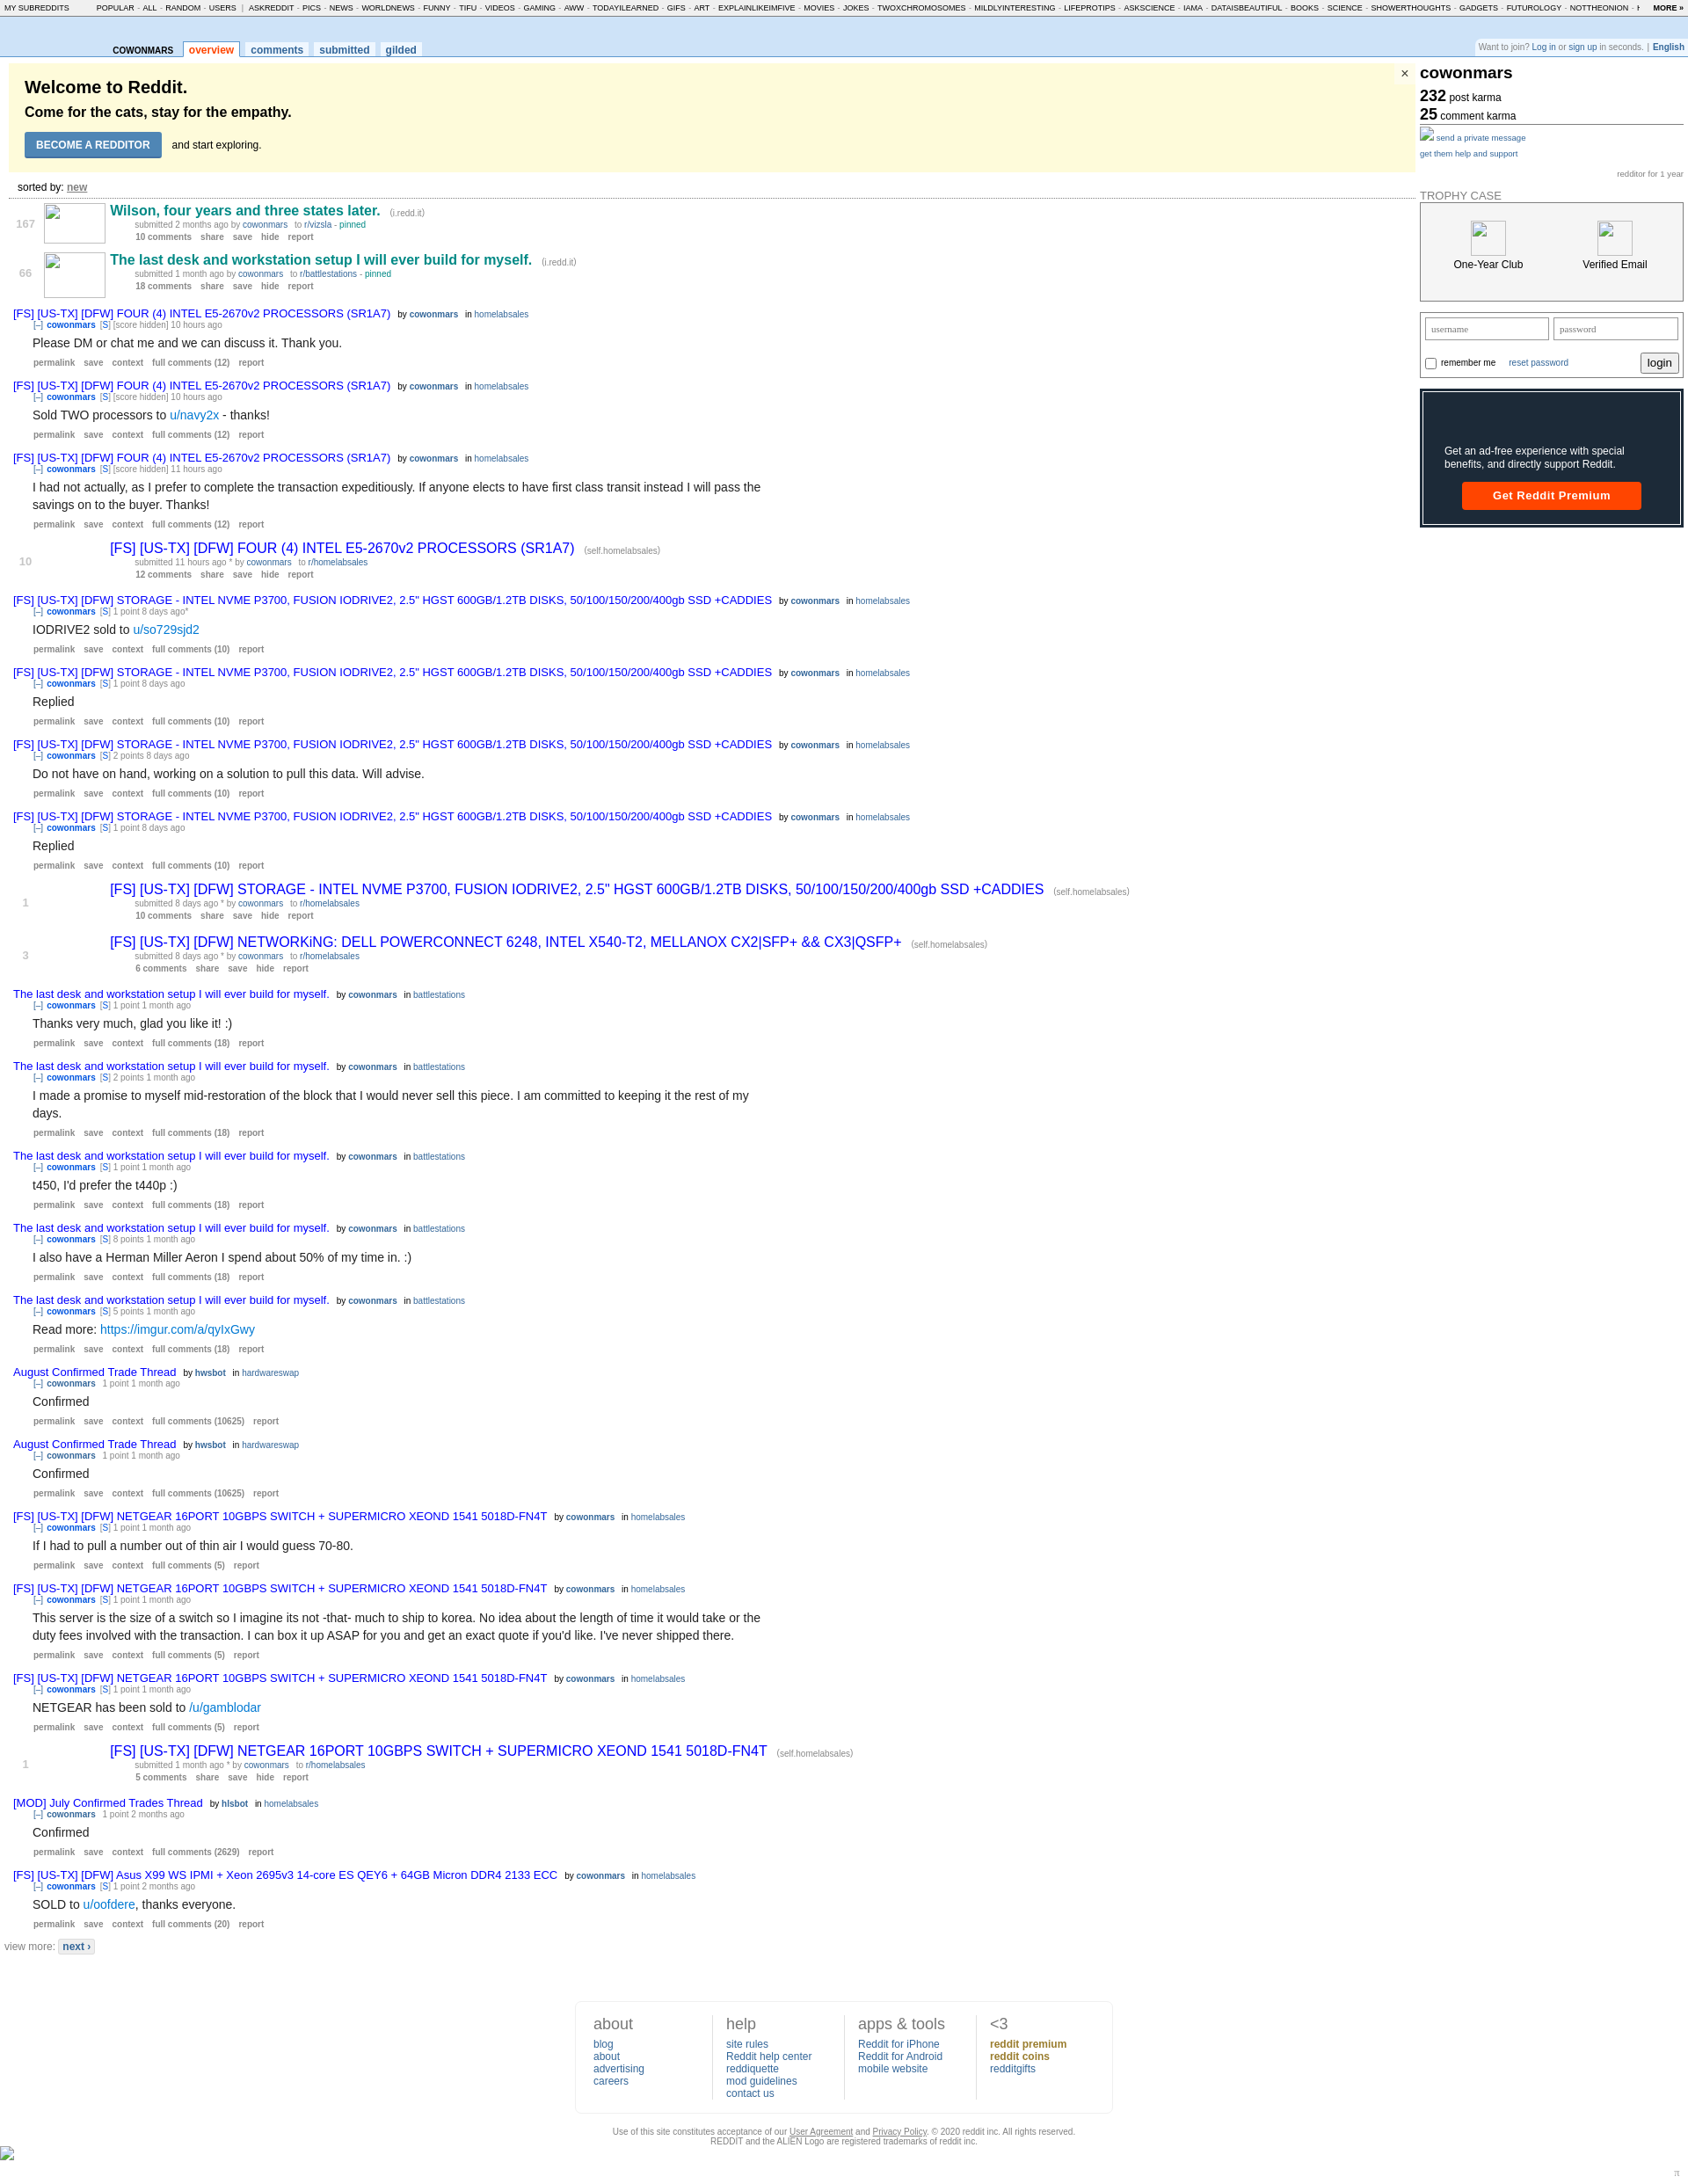 MY SUBREDDITS POPULAR - ALL - RANDOM - USERS | ASKREDDIT - PICS - NEWS - WORLDNEWS - FUNNY - TIFU - VIDEOS - GAMING - AWW - TODAYILEARNED - GIFS - ART - EXPLAINLIKEIMFIVE - MOVIES - JOKES - TWOXCHROMOSOMES - MILDLYINTERESTING - LIFEPROTIPS - ASKSCIENCE - IAMA - DATAISBEAUTIFUL - BOOKS - SCIENCE - SHOWERTHOUGHTS - GADGETS - FUTUROLOGY - NOTTHEONION - MORE »
COWONMARS overview comments submitted gilded
Want to join? Log in or sign up in seconds. | English
Welcome to Reddit.
Come for the cats, stay for the empathy.
BECOME A REDDITOR and start exploring.
×
cowonmars
232 post karma
25 comment karma
send a private message
get them help and support
redditor for 1 year
TROPHY CASE
One-Year Club Verified Email
username password
remember me reset password login
Get an ad-free experience with special
benefits, and directly support Reddit.
Get Reddit Premium
sorted by: new
167
Wilson, four years and three states later. (i.redd.it)
submitted 2 months ago by cowonmars to r/vizsla - pinned
10 comments share save hide report
66
The last desk and workstation setup I will ever build for myself. (i.redd.it)
submitted 1 month ago by cowonmars to r/battlestations - pinned
18 comments share save hide report
[FS] [US-TX] [DFW] FOUR (4) INTEL E5-2670v2 PROCESSORS (SR1A7) by cowonmars in homelabsales
[–] cowonmars [S] [score hidden] 10 hours ago
Please DM or chat me and we can discuss it. Thank you.
permalink save context full comments (12) report
[FS] [US-TX] [DFW] FOUR (4) INTEL E5-2670v2 PROCESSORS (SR1A7) by cowonmars in homelabsales
[–] cowonmars [S] [score hidden] 10 hours ago
Sold TWO processors to u/navy2x - thanks!
permalink save context full comments (12) report
[FS] [US-TX] [DFW] FOUR (4) INTEL E5-2670v2 PROCESSORS (SR1A7) by cowonmars in homelabsales
[–] cowonmars [S] [score hidden] 11 hours ago
I had not actually, as I prefer to complete the transaction expeditiously. If anyone elects to have first class transit instead I will pass the
savings on to the buyer. Thanks!
permalink save context full comments (12) report
10
[FS] [US-TX] [DFW] FOUR (4) INTEL E5-2670v2 PROCESSORS (SR1A7) (self.homelabsales)
submitted 11 hours ago * by cowonmars to r/homelabsales
12 comments share save hide report
[FS] [US-TX] [DFW] STORAGE - INTEL NVME P3700, FUSION IODRIVE2, 2.5" HGST 600GB/1.2TB DISKS, 50/100/150/200/400gb SSD +CADDIES by cowonmars in homelabsales
[–] cowonmars [S] 1 point 8 days ago*
IODRIVE2 sold to u/so729sjd2
permalink save context full comments (10) report
[FS] [US-TX] [DFW] STORAGE - INTEL NVME P3700, FUSION IODRIVE2, 2.5" HGST 600GB/1.2TB DISKS, 50/100/150/200/400gb SSD +CADDIES by cowonmars in homelabsales
[–] cowonmars [S] 1 point 8 days ago
Replied
permalink save context full comments (10) report
[FS] [US-TX] [DFW] STORAGE - INTEL NVME P3700, FUSION IODRIVE2, 2.5" HGST 600GB/1.2TB DISKS, 50/100/150/200/400gb SSD +CADDIES by cowonmars in homelabsales
[–] cowonmars [S] 2 points 8 days ago
Do not have on hand, working on a solution to pull this data. Will advise.
permalink save context full comments (10) report
[FS] [US-TX] [DFW] STORAGE - INTEL NVME P3700, FUSION IODRIVE2, 2.5" HGST 600GB/1.2TB DISKS, 50/100/150/200/400gb SSD +CADDIES by cowonmars in homelabsales
[–] cowonmars [S] 1 point 8 days ago
Replied
permalink save context full comments (10) report
1
[FS] [US-TX] [DFW] STORAGE - INTEL NVME P3700, FUSION IODRIVE2, 2.5" HGST 600GB/1.2TB DISKS, 50/100/150/200/400gb SSD +CADDIES (self.homelabsales)
submitted 8 days ago * by cowonmars to r/homelabsales
10 comments share save hide report
3
[FS] [US-TX] [DFW] NETWORKiNG: DELL POWERCONNECT 6248, INTEL X540-T2, MELLANOX CX2|SFP+ && CX3|QSFP+ (self.homelabsales)
submitted 8 days ago * by cowonmars to r/homelabsales
6 comments share save hide report
The last desk and workstation setup I will ever build for myself. by cowonmars in battlestations
[–] cowonmars [S] 1 point 1 month ago
Thanks very much, glad you like it! :)
permalink save context full comments (18) report
The last desk and workstation setup I will ever build for myself. by cowonmars in battlestations
[–] cowonmars [S] 2 points 1 month ago
I made a promise to myself mid-restoration of the block that I would never sell this piece. I am committed to keeping it the rest of my
days.
permalink save context full comments (18) report
The last desk and workstation setup I will ever build for myself. by cowonmars in battlestations
[–] cowonmars [S] 1 point 1 month ago
t450, I'd prefer the t440p :)
permalink save context full comments (18) report
The last desk and workstation setup I will ever build for myself. by cowonmars in battlestations
[–] cowonmars [S] 8 points 1 month ago
I also have a Herman Miller Aeron I spend about 50% of my time in. :)
permalink save context full comments (18) report
The last desk and workstation setup I will ever build for myself. by cowonmars in battlestations
[–] cowonmars [S] 5 points 1 month ago
Read more: https://imgur.com/a/qyIxGwy
permalink save context full comments (18) report
August Confirmed Trade Thread by hwsbot in hardwareswap
[–] cowonmars 1 point 1 month ago
Confirmed
permalink save context full comments (10625) report
August Confirmed Trade Thread by hwsbot in hardwareswap
[–] cowonmars 1 point 1 month ago
Confirmed
permalink save context full comments (10625) report
[FS] [US-TX] [DFW] NETGEAR 16PORT 10GBPS SWITCH + SUPERMICRO XEOND 1541 5018D-FN4T by cowonmars in homelabsales
[–] cowonmars [S] 1 point 1 month ago
If I had to pull a number out of thin air I would guess 70-80.
permalink save context full comments (5) report
[FS] [US-TX] [DFW] NETGEAR 16PORT 10GBPS SWITCH + SUPERMICRO XEOND 1541 5018D-FN4T by cowonmars in homelabsales
[–] cowonmars [S] 1 point 1 month ago
This server is the size of a switch so I imagine its not -that- much to ship to korea. No idea about the length of time it would take or the
duty fees involved with the transaction. I can box it up ASAP for you and get an exact quote if you'd like. I've never shipped there.
permalink save context full comments (5) report
[FS] [US-TX] [DFW] NETGEAR 16PORT 10GBPS SWITCH + SUPERMICRO XEOND 1541 5018D-FN4T by cowonmars in homelabsales
[–] cowonmars [S] 1 point 1 month ago
NETGEAR has been sold to /u/gamblodar
permalink save context full comments (5) report
1
[FS] [US-TX] [DFW] NETGEAR 16PORT 10GBPS SWITCH + SUPERMICRO XEOND 1541 5018D-FN4T (self.homelabsales)
submitted 1 month ago * by cowonmars to r/homelabsales
5 comments share save hide report
[MOD] July Confirmed Trades Thread by hlsbot in homelabsales
[–] cowonmars 1 point 2 months ago
Confirmed
permalink save context full comments (2629) report
[FS] [US-TX] [DFW] Asus X99 WS IPMI + Xeon 2695v3 14-core ES QEY6 + 64GB Micron DDR4 2133 ECC by cowonmars in homelabsales
[–] cowonmars [S] 1 point 2 months ago
SOLD to u/oofdere, thanks everyone.
permalink save context full comments (20) report
view more: next ›
about
blog
about
advertising
careers
help
site rules
Reddit help center
reddiquette
mod guidelines
contact us
apps & tools
Reddit for iPhone
Reddit for Android
mobile website
<3
reddit premium
reddit coins
redditgifts
Use of this site constitutes acceptance of our User Agreement and Privacy Policy. © 2020 reddit inc. All rights reserved.
REDDIT and the ALIEN Logo are registered trademarks of reddit inc.
π